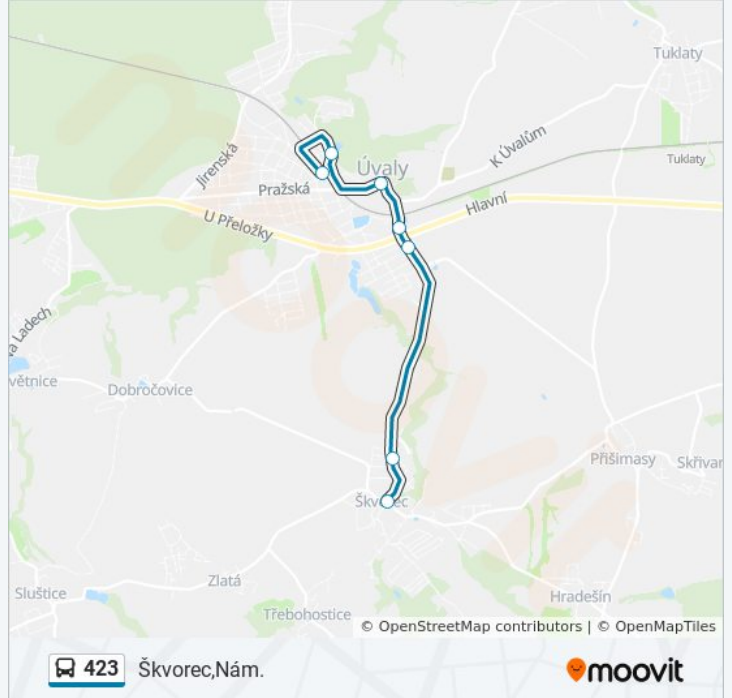 Tuklaty
K Úvalům
Jirenská
Úvaly
Tuklaty
Pražská
Hlavní
U Přeložky
Na Ladech
větnice
Dobročovice
Přišimasy
Skřivan
Škvorec
Zlatá
Sluštice
Hradešín
Třebohostice
© OpenStreetMap contributors | © OpenMapTiles
423 Škvorec,Nám.
moovit